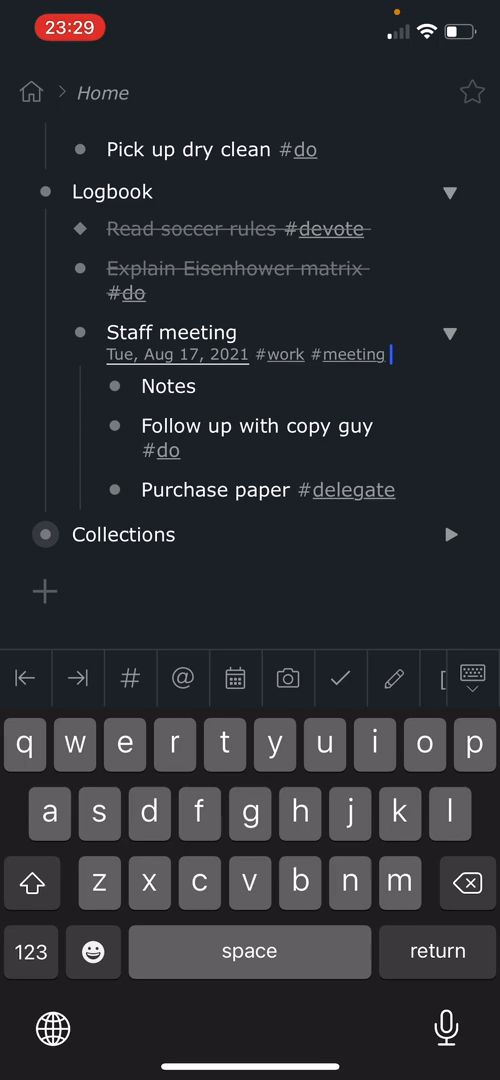 23:29
Home
Pick up dry clean #do
Logbook
Read soccer rules #devote
Explain Eisenhower matrix
#do
Staff meeting
Tue, Aug 17, 2021 #work #meeting
Notes
Follow up with copy guy
#do
Purchase paper #delegate
Collections
# @ [
q w e r t y u i o p
a s d f g h j k l
z x c v b n m
123 space return